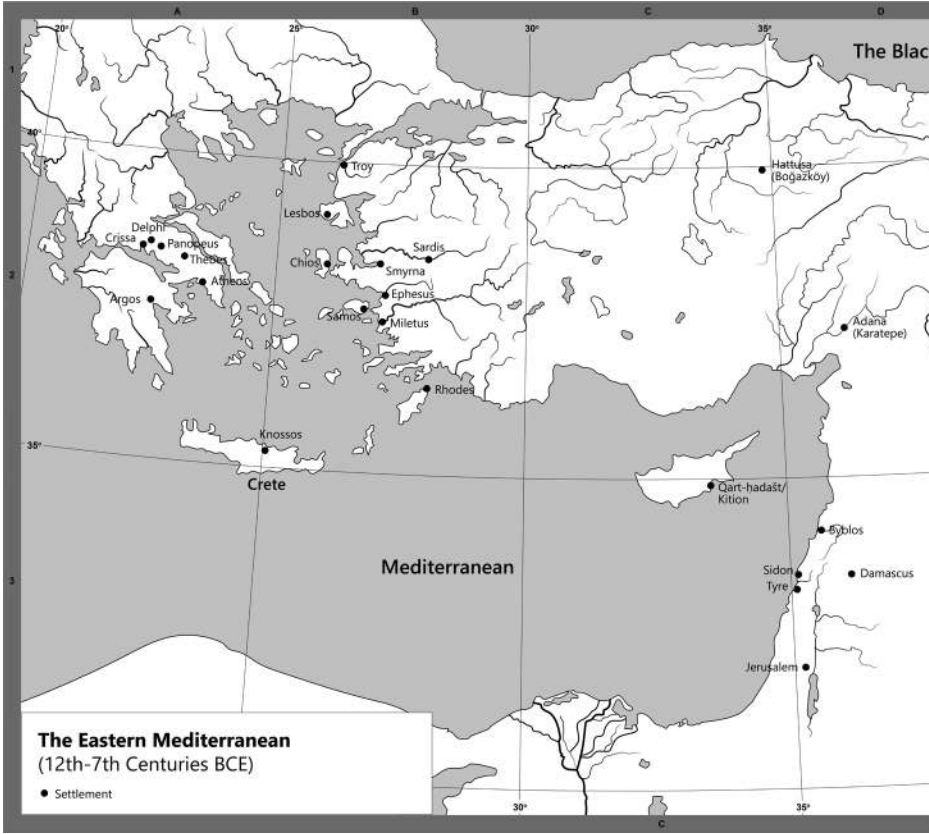 A
B
C
D
20°
25°
30°
35°
The Blac
1
40°
Troy
Hattusa
(Boğazköy)
Lesbos
Delphi
Crissa
Panopeus
Thebes
Sardis
Chios
Smyrna
2
Athenos
Ephesus
Argos
Samos
Miletus
Adana
(Karatepe)
Rhodes
Knossos
35°
Crete
Qart-ḥadašt/
Kition
Byblos
Mediterranean
Sidon
Damascus
3
Tyre
Jerusalem
The Eastern Mediterranean
(12th-7th Centuries BCE)
Settlement
30°
35°
C